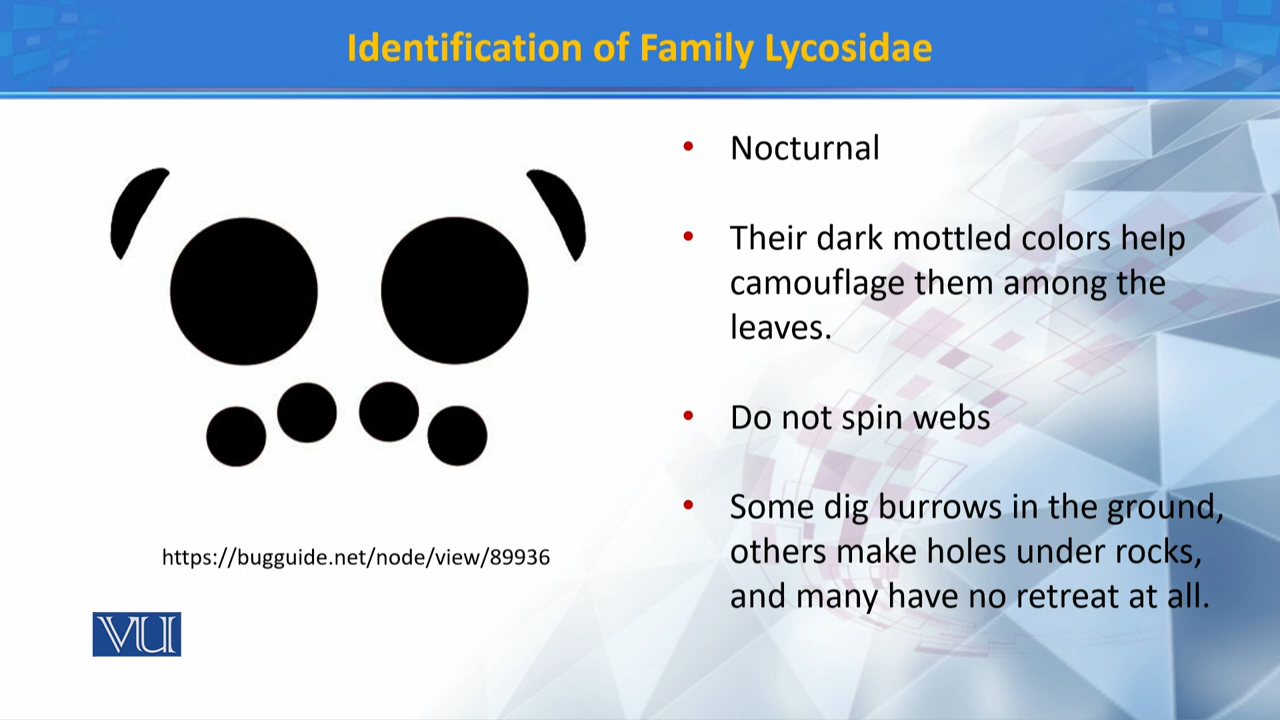 Identification of Family Lycosidae
• Nocturnal
• Their dark mottled colors help
camouflage them among the
leaves.
• Do not spin webs
• Some dig burrows in the ground,
others make holes under rocks,
and many have no retreat at all.
https://bugguide.net/node/view/89936
VU